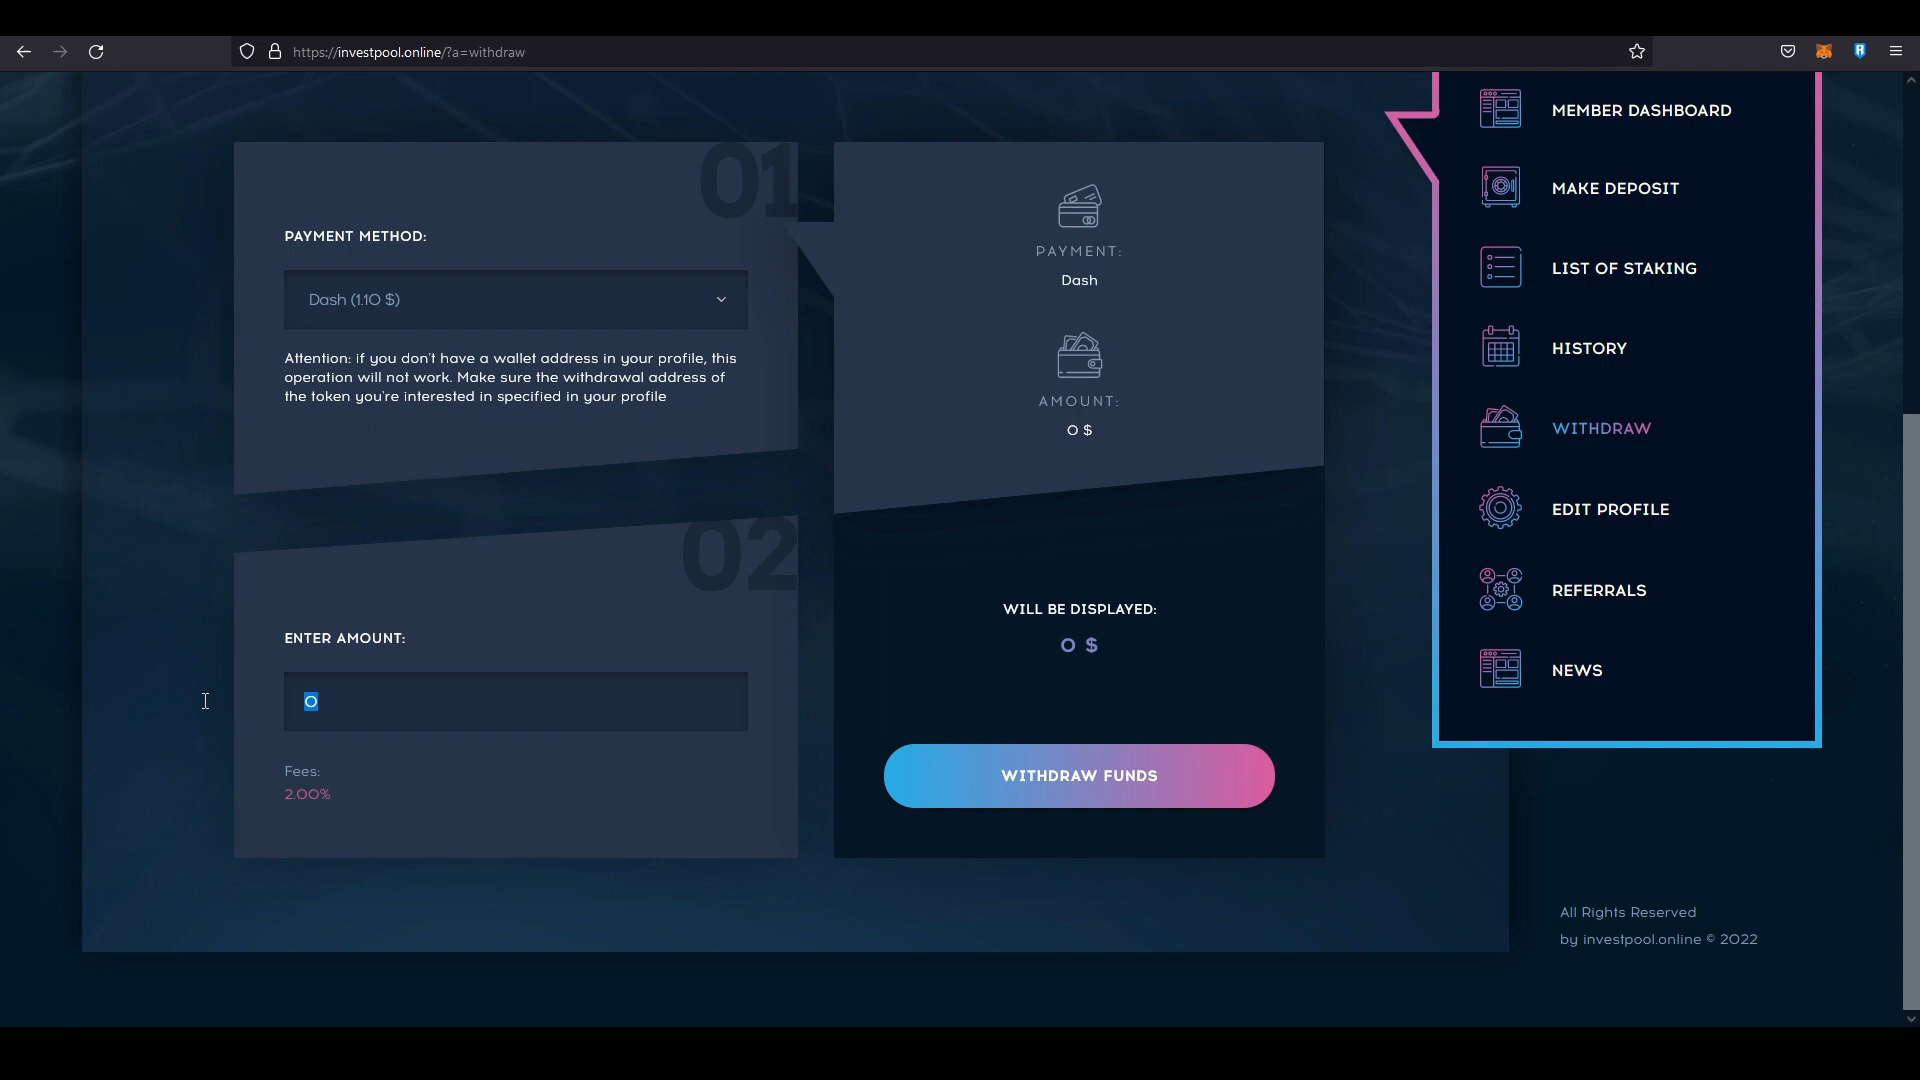 https://investpool.online/?a=withdraw
01
PAYMENT METHOD:
Dash (1.10 $)
Attention: if you don't have a wallet address in your profile, this
operation will not work. Make sure the withdrawal address of
the token you're interested in specified in your profile
PAYMENT:
Dash
AMOUNT:
0 $
02
ENTER AMOUNT:
0
Fees:
2.00%
WILL BE DISPLAYED:
0 $
WITHDRAW FUNDS
MEMBER DASHBOARD
MAKE DEPOSIT
LIST OF STAKING
HISTORY
WITHDRAW
EDIT PROFILE
REFERRALS
NEWS
All Rights Reserved
by investpool.online © 2022